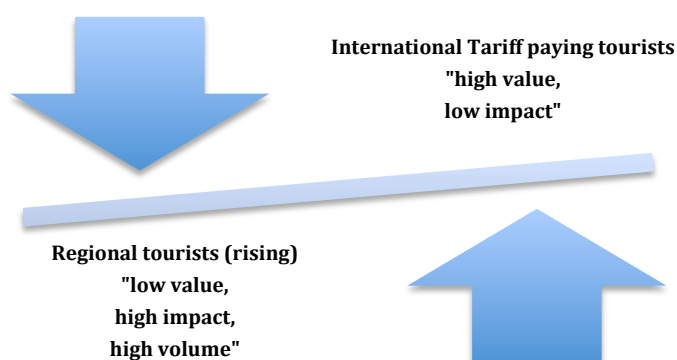 International Tariff paying tourists
"high value,
low impact"
Regional tourists (rising)
"low value,
high impact,
high volume"